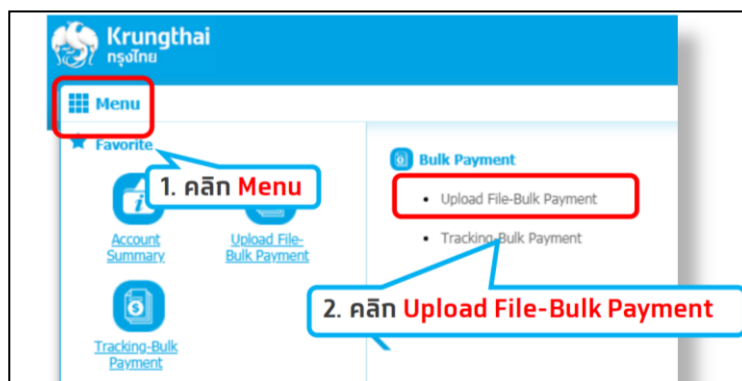 Krungthai
กรุงไทย
Menu
Favorite
1. คลิก Menu
Account
Summary
Upload File-
Bulk Payment
Tracking-Bulk
Payment
Bulk Payment
• Upload File-Bulk Payment
• Tracking-Bulk Payment
2. คลิก Upload File-Bulk Payment